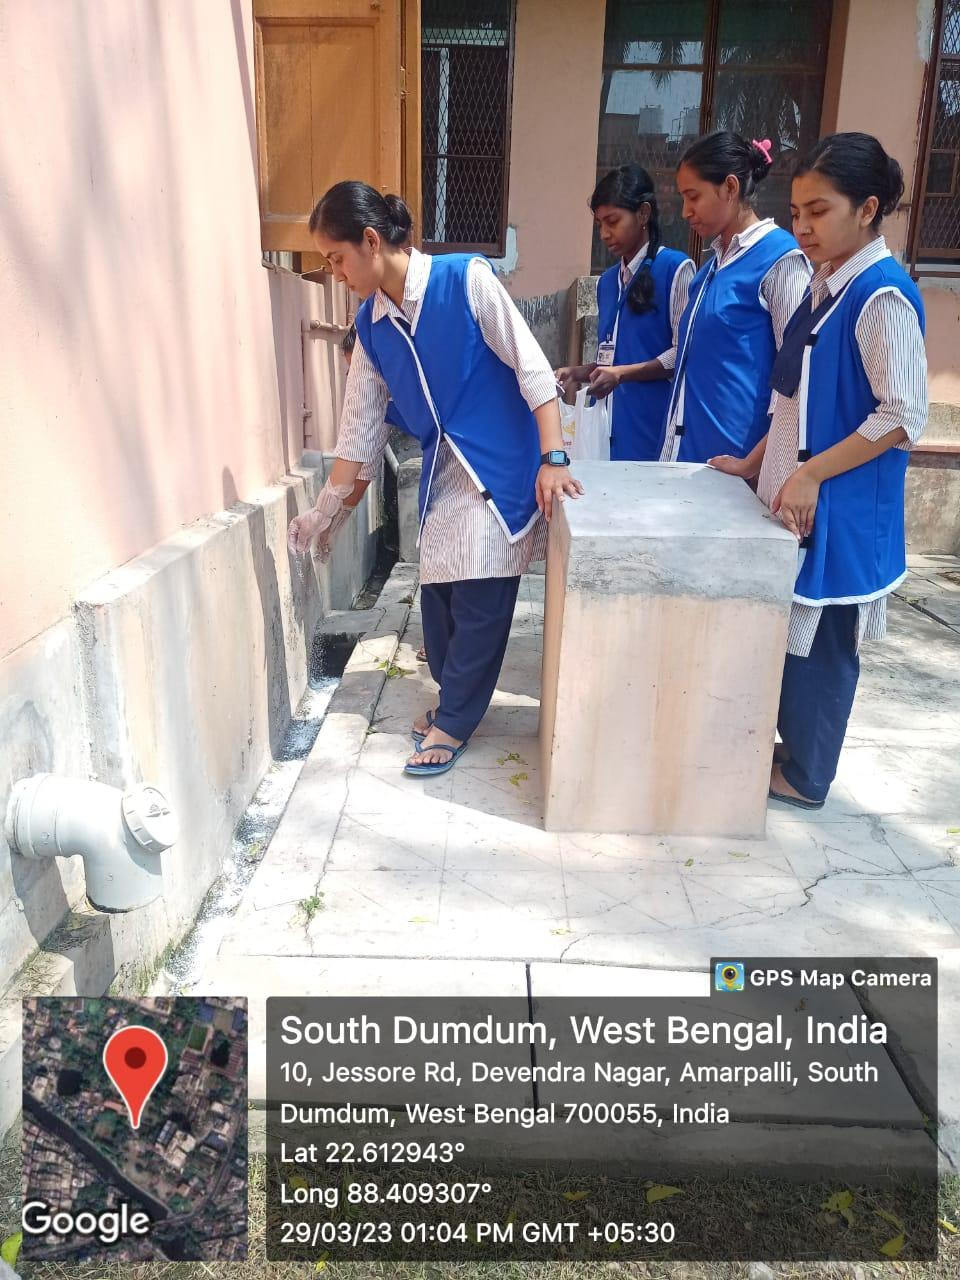 GPS Map Camera
South Dumdum, West Bengal, India
10, Jessore Rd, Devendra Nagar, Amarpalli, South
Dumdum, West Bengal 700055, India
Lat 22.612943°
Long 88.409307°
29/03/23 01:04 PM GMT +05:30
Google